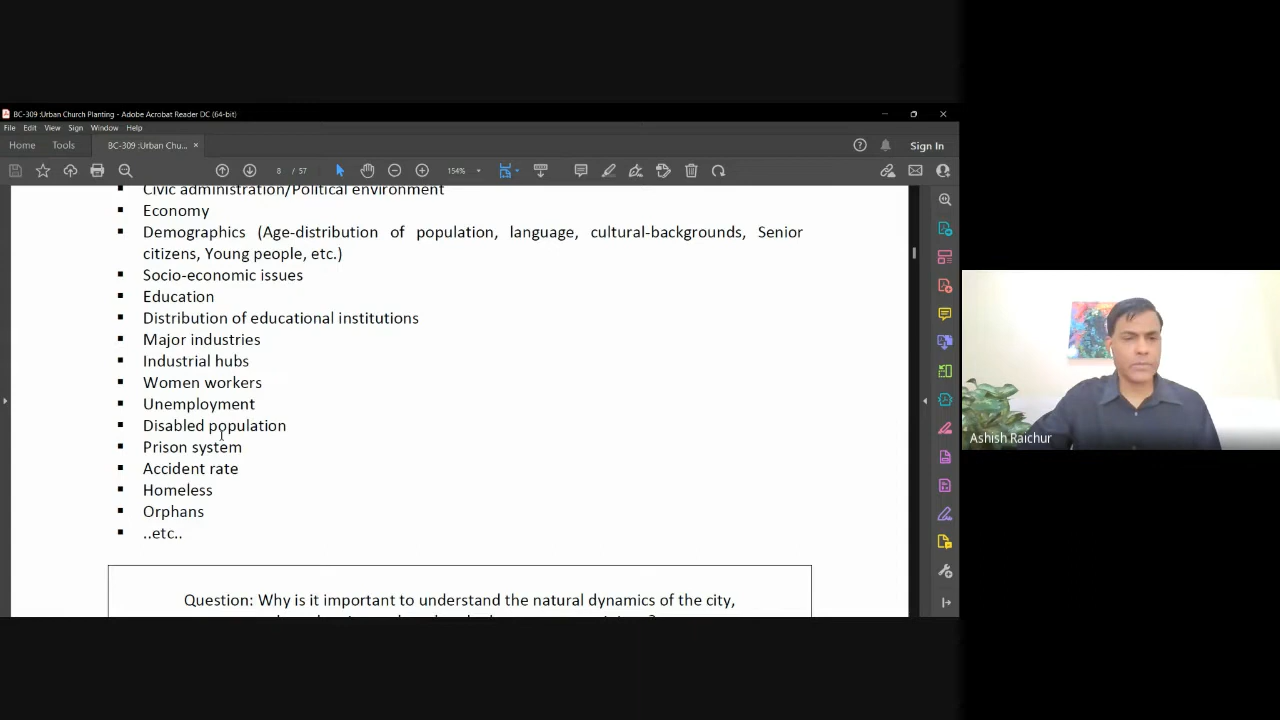 BC-309 :Urban Church Planting - Adobe Acrobat Reader DC (64-bit)
File Edit View Sign Window Help
Home Tools BC-309 :Urban Chu... × Sign In
8 / 57 154%
Civic administration/Political environment
▪ Economy
▪ Demographics (Age-distribution of population, language, cultural-backgrounds, Senior
citizens, Young people, etc.)
▪ Socio-economic issues
▪ Education
▪ Distribution of educational institutions
▪ Major industries
▪ Industrial hubs
▪ Women workers
▪ Unemployment
▪ Disabled population
▪ Prison system
▪ Accident rate
▪ Homeless
▪ Orphans
▪ ..etc..
Question: Why is it important to understand the natural dynamics of the city,
Ashish Raichur